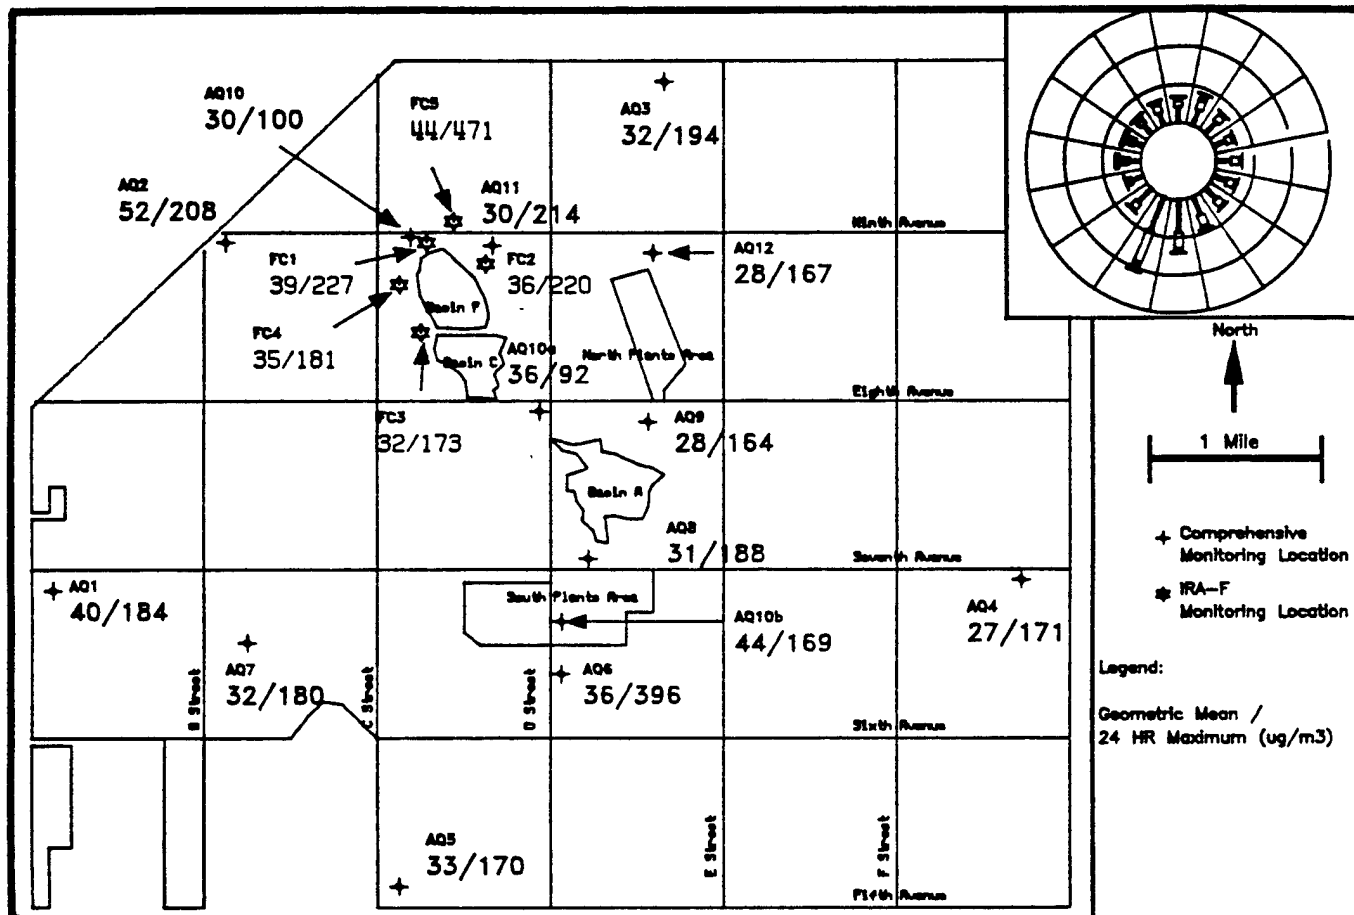 AQ10
30/100
FC5
44/471
AQ3
32/194
AQ2
52/208
AQ11
30/214
Ninth Avenue
FC1
39/227
FC2
36/220
AQ12
28/167
Basin F
FC4
35/181
Basin C
AQ10a
36/92
North Plants Area
North
Eighth Avenue
FC3
32/173
AQ9
28/164
1 Mile
Basin A
AQ8
31/188
Seventh Avenue
Comprehensive
Monitoring Location
IRA-F
Monitoring Location
AQ1
40/184
South Plants Area
AQ10b
44/169
AQ4
27/171
AQ7
32/180
AQ6
36/396
B Street
C Street
D Street
Sixth Avenue
Legend:
Geometric Mean /
24 HR Maximum (ug/m3)
AQ5
33/170
E Street
F Street
Fifth Avenue